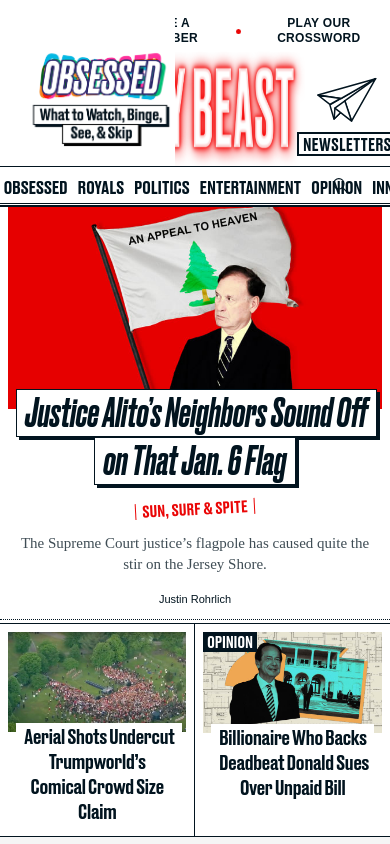 E A
BER
PLAY OUR
CROSSWORD
OBSESSED
What to Watch, Binge,
See, & Skip
Y BEAST
NEWSLETTERS
OBSESSED ROYALS POLITICS ENTERTAINMENT OPINION INN
AN APPEAL TO HEAVEN
Justice Alito's Neighbors Sound Off
on That Jan. 6 Flag
SUN, SURF & SPITE
The Supreme Court justice's flagpole has caused quite the
stir on the Jersey Shore.
Justin Rohrlich
Aerial Shots Undercut
Trumpworld's
Comical Crowd Size
Claim
OPINION
Billionaire Who Backs
Deadbeat Donald Sues
Over Unpaid Bill